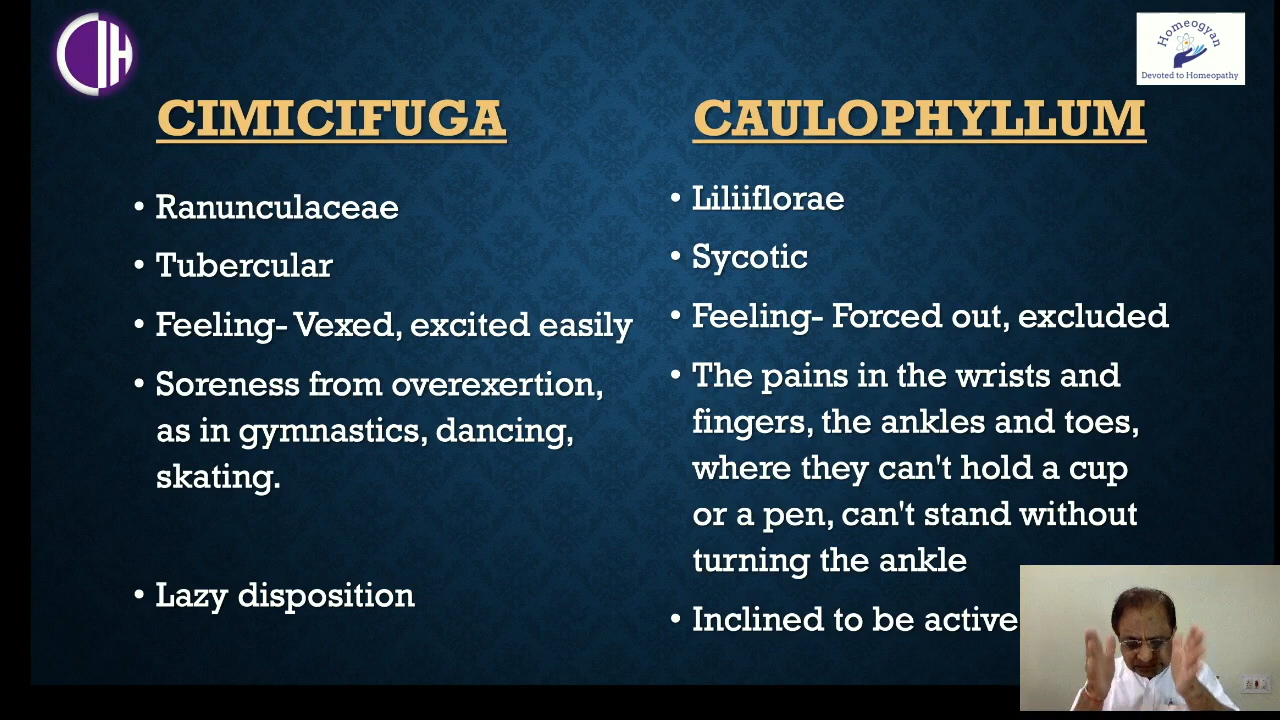 Homeogyan
Devoted to Homeopathy
CIH
CIMICIFUGA
• Ranunculaceae
• Tubercular
• Feeling- Vexed, excited easily
• Soreness from overexertion,
as in gymnastics, dancing,
skating.
• Lazy disposition
CAULOPHYLLUM
• Liliiflorae
• Sycotic
• Feeling- Forced out, excluded
• The pains in the wrists and
fingers, the ankles and toes,
where they can't hold a cup
or a pen, can't stand without
turning the ankle
• Inclined to be active